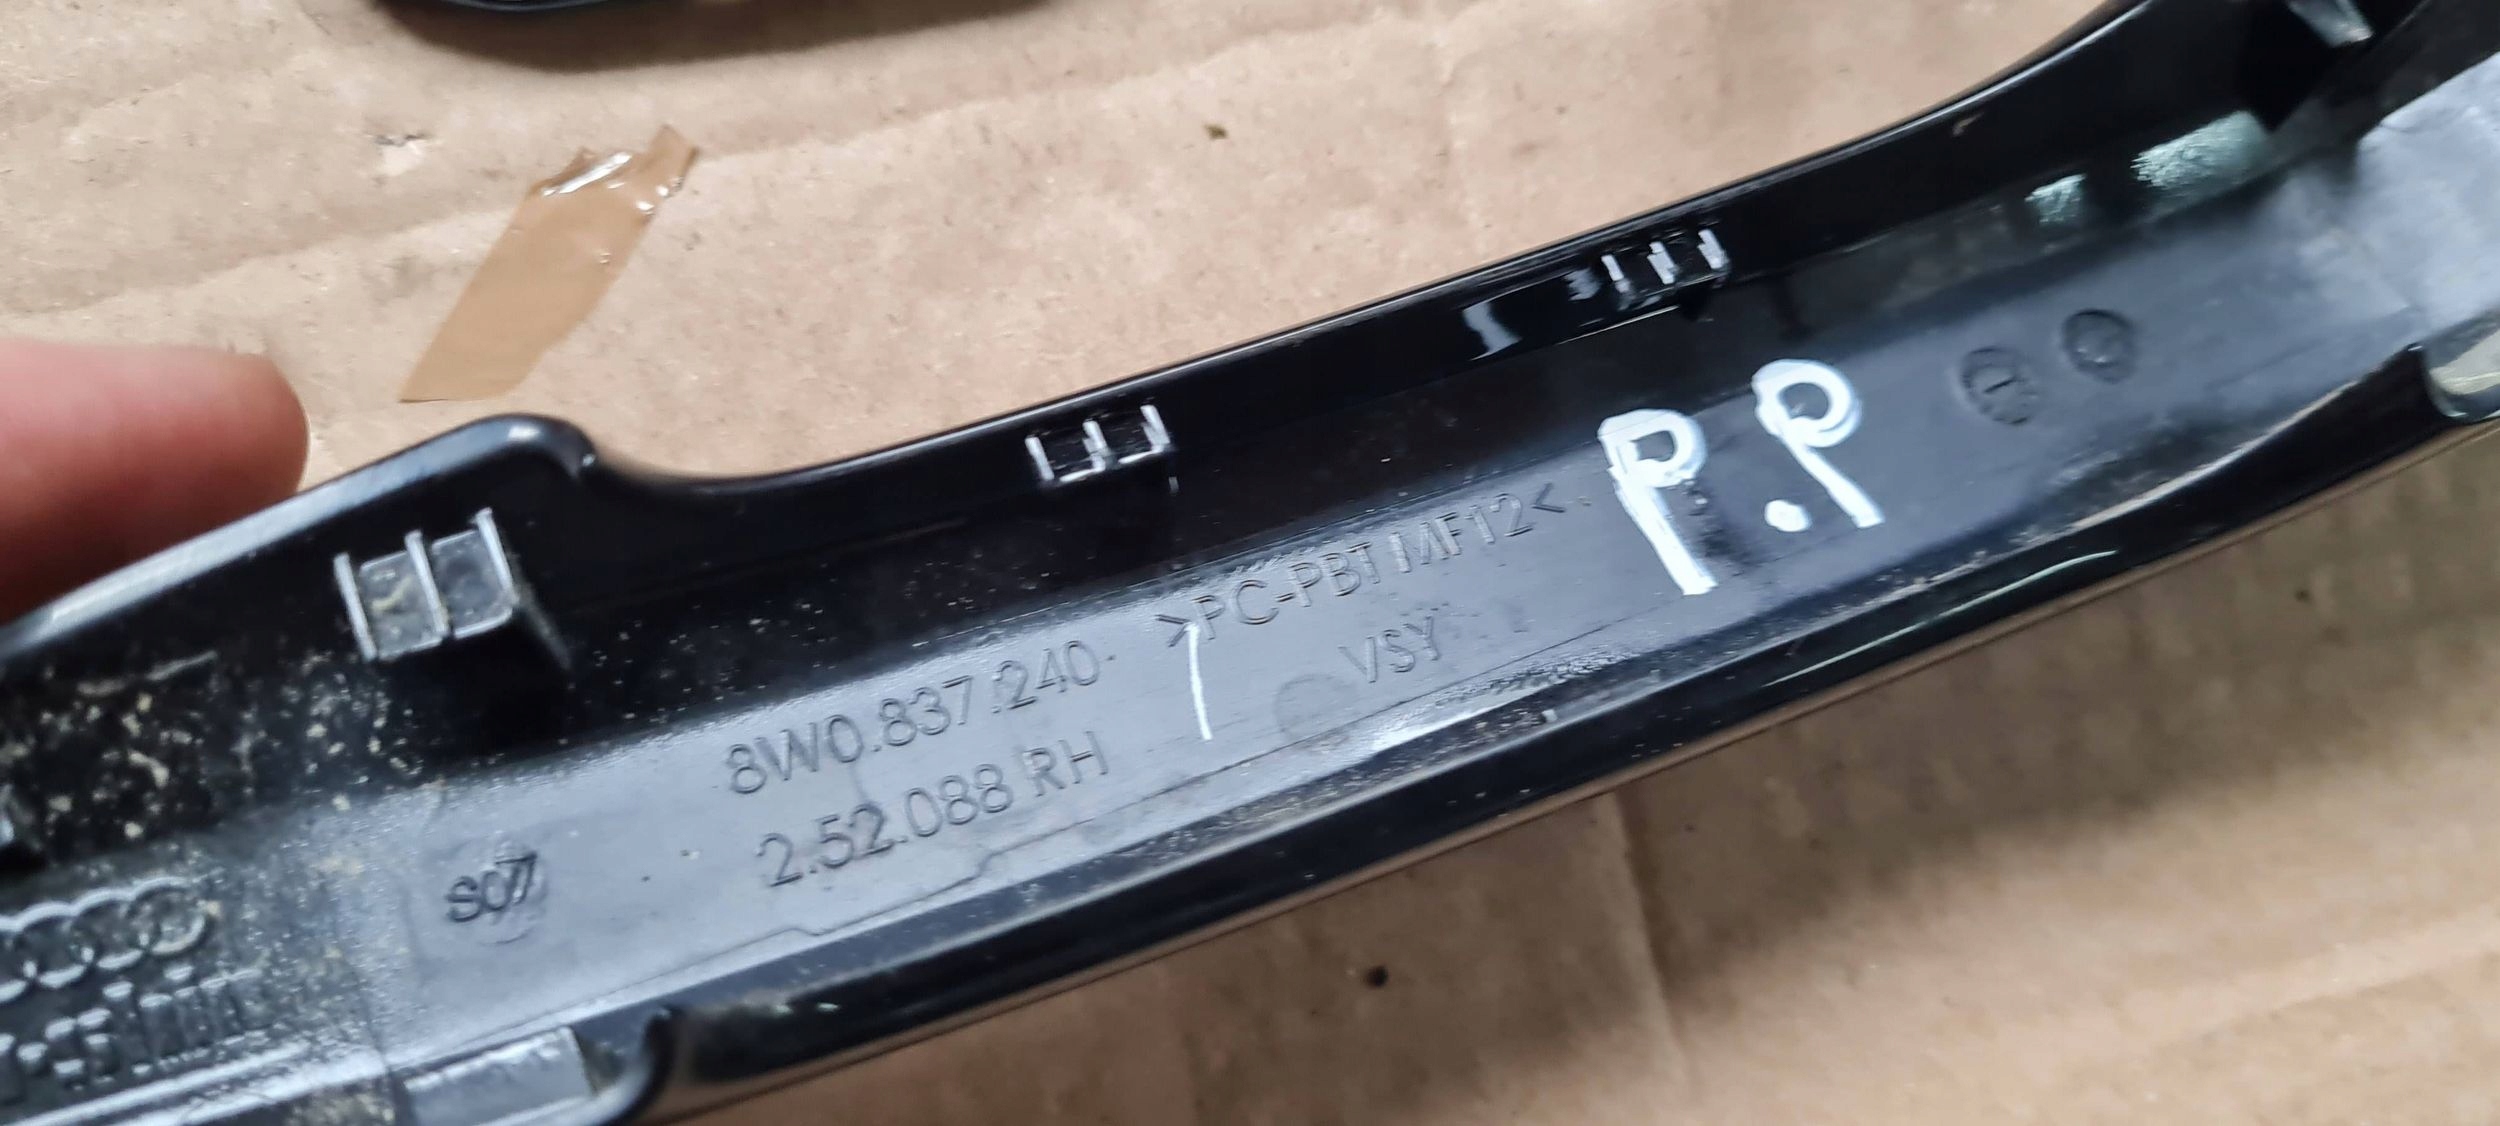 P.P
>PC-PBT MF12<
VSY
8W0.837.240
2.52.088 RH